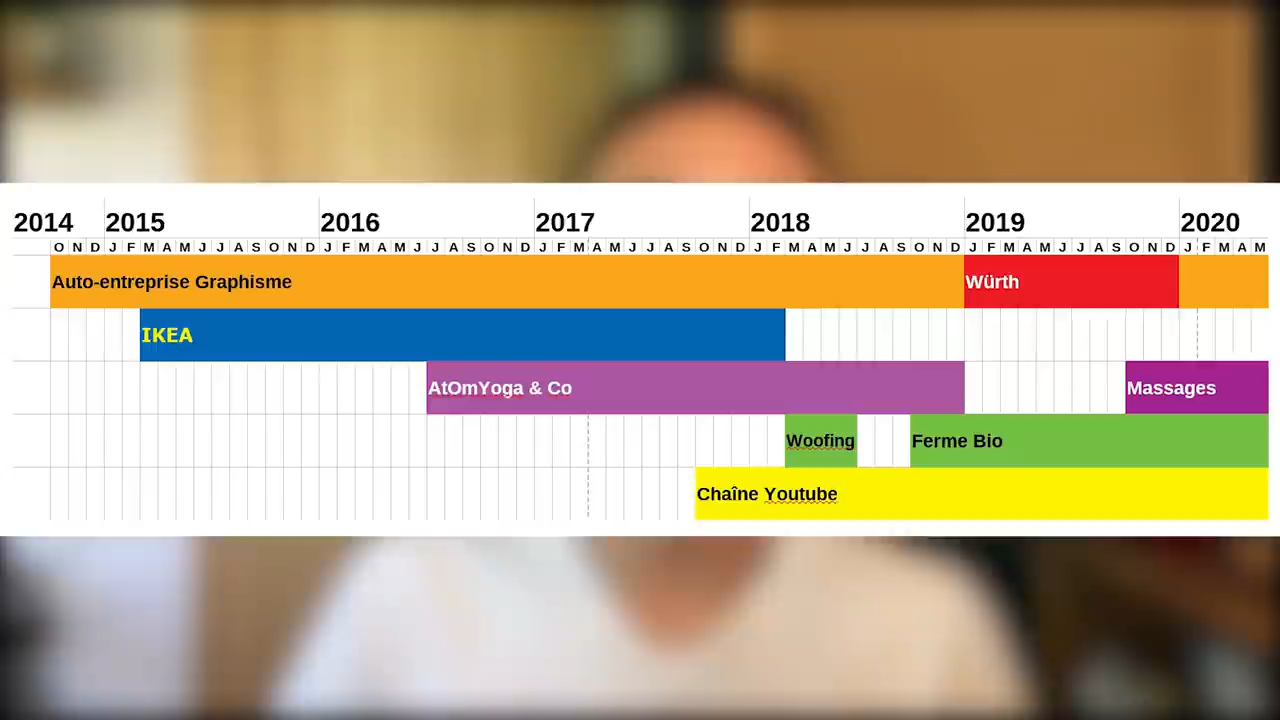 2014 2015 2016 2017 2018 2019 2020
O N D J F M A M J J A S O N D J F M A M J J A S O N D J F M A M J J A S O N D J F M A M J J A S O N D J F M A M J J A S O N D J F M A M
Auto-entreprise Graphisme Würth
IKEA
AtOmYoga & Co Massages
Woofing Ferme Bio
Chaîne Youtube